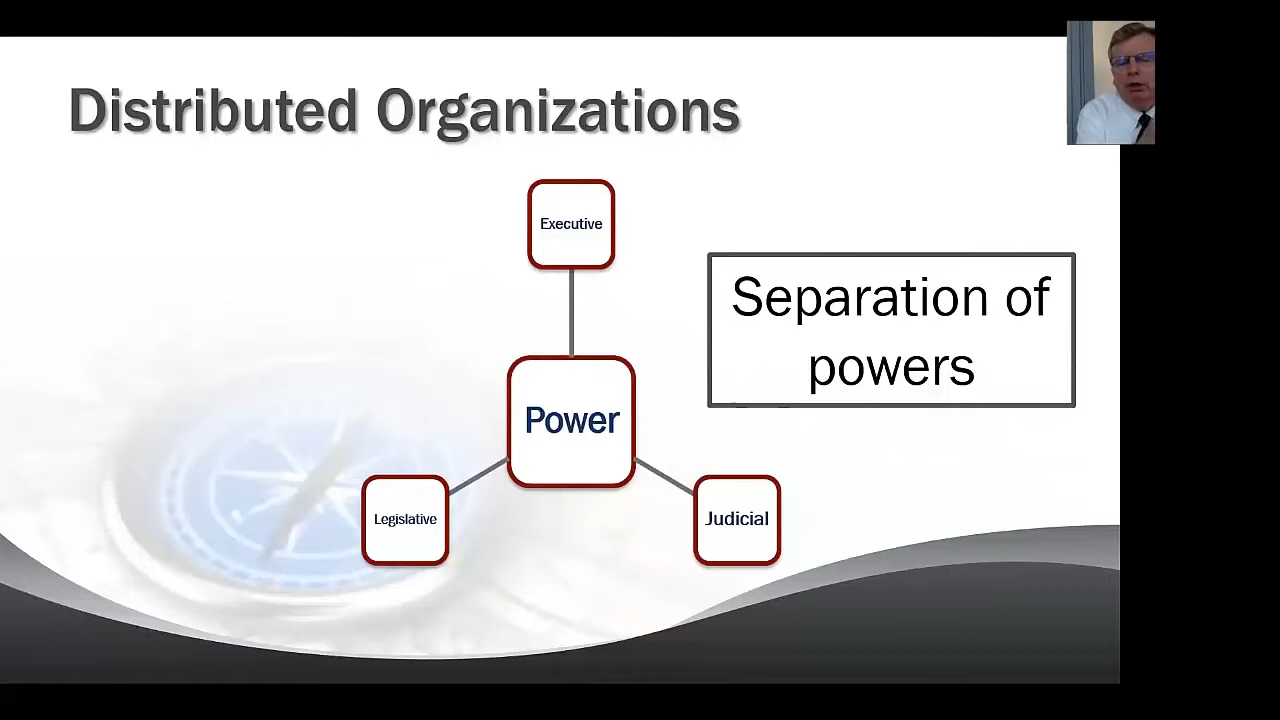 Distributed Organizations
Executive
Separation of
powers
Power
Legislative
Judicial